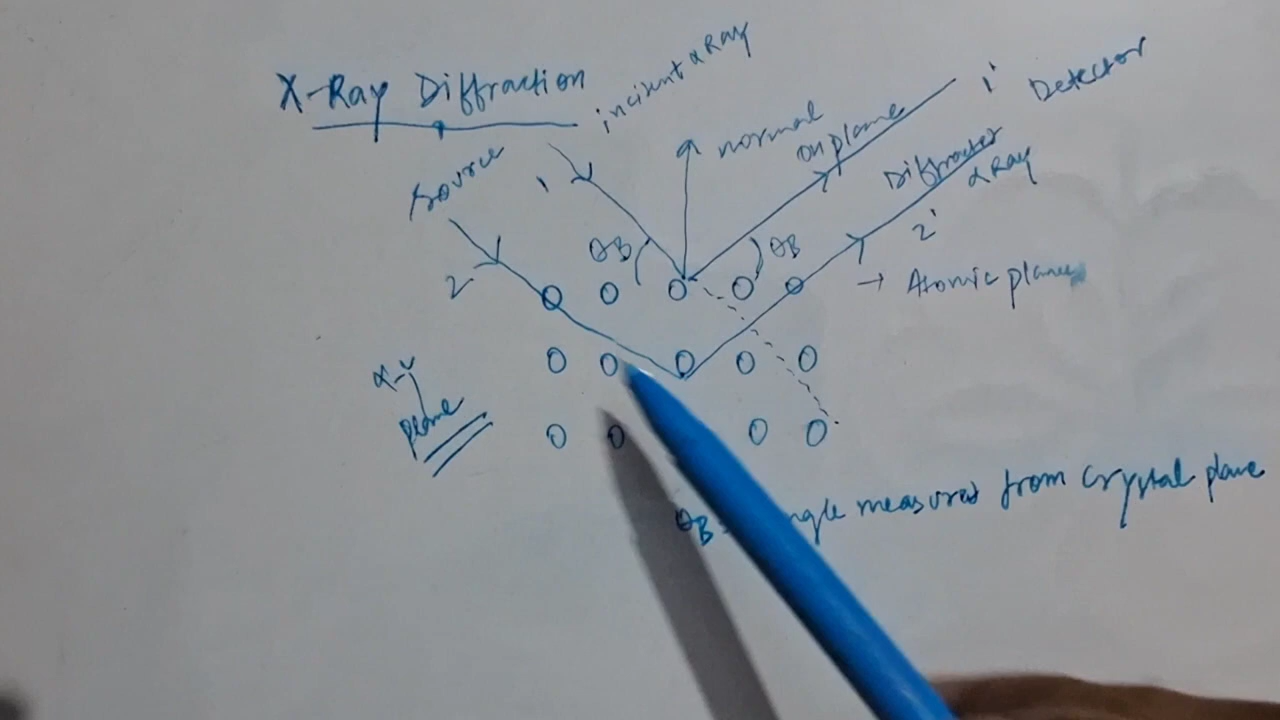 X-Ray Diffraction
incident x Ray
Source
1
normal
on plane
1'
Detector
Diffracted
x Ray
2'
2
θB
θB
→ Atomic plane
x-y
plane
θB = angle measured from crystal plane